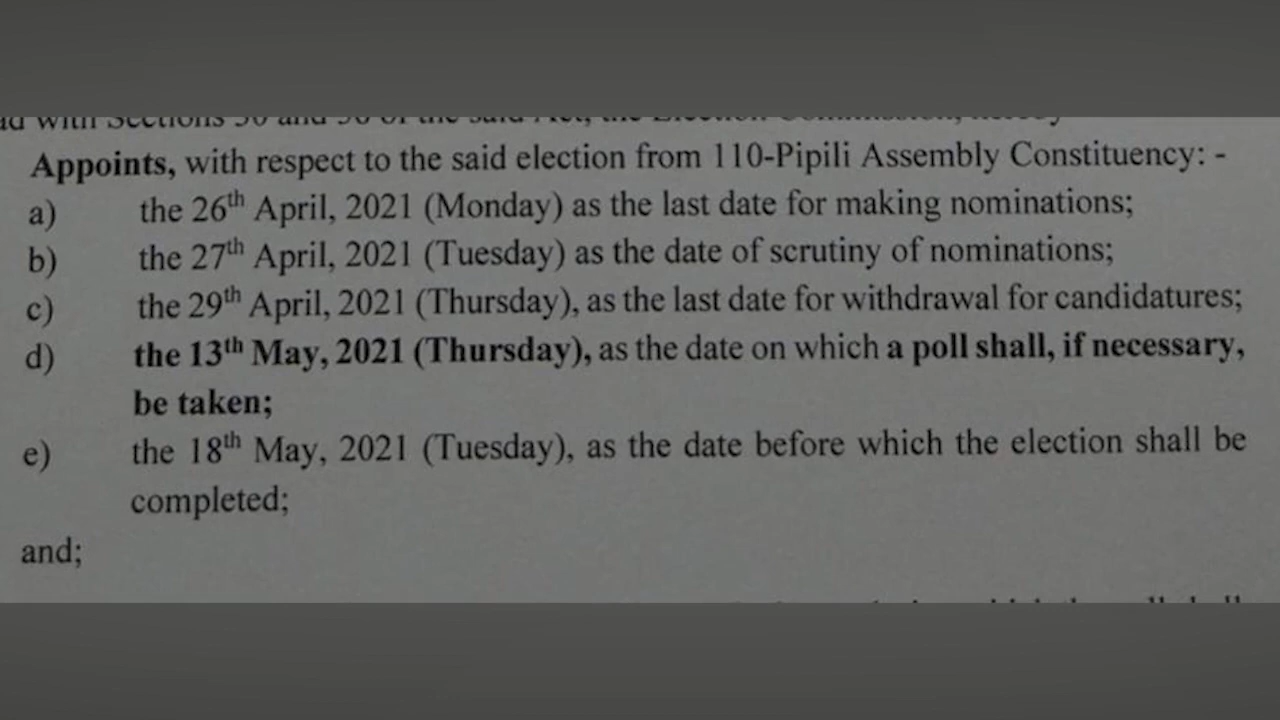 Appoints, with respect to the said election from 110-Pipili Assembly Constituency: -
a) the 26th April, 2021 (Monday) as the last date for making nominations;
b) the 27th April, 2021 (Tuesday) as the date of scrutiny of nominations;
c) the 29th April, 2021 (Thursday), as the last date for withdrawal for candidatures;
d) the 13th May, 2021 (Thursday), as the date on which a poll shall, if necessary,
be taken;
e) the 18th May, 2021 (Tuesday), as the date before which the election shall be
completed;
and;